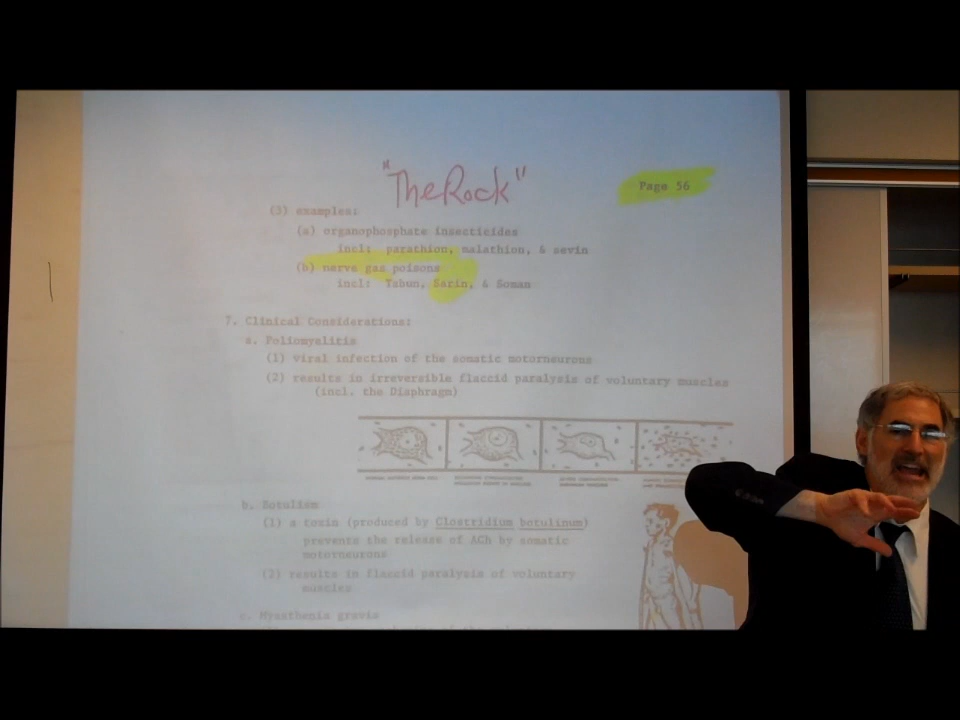 "The Rock"
Page 56
(3) examples:
(a) organophosphate insecticides
incl: parathion, malathion, & sevin
(b) nerve gas poisons
incl: Tabun, Sarin, & Soman
7. Clinical Considerations:
a. Poliomyelitis
(1) viral infection of the somatic motorneurons
(2) results in irreversible flaccid paralysis of voluntary muscles
(incl. the Diaphragm)
b. Botulism
(1) a toxin (produced by Clostridium botulinum)
prevents the release of ACh by somatic
motorneurons
(2) results in flaccid paralysis of voluntary
muscles
c. Myasthenia gravis